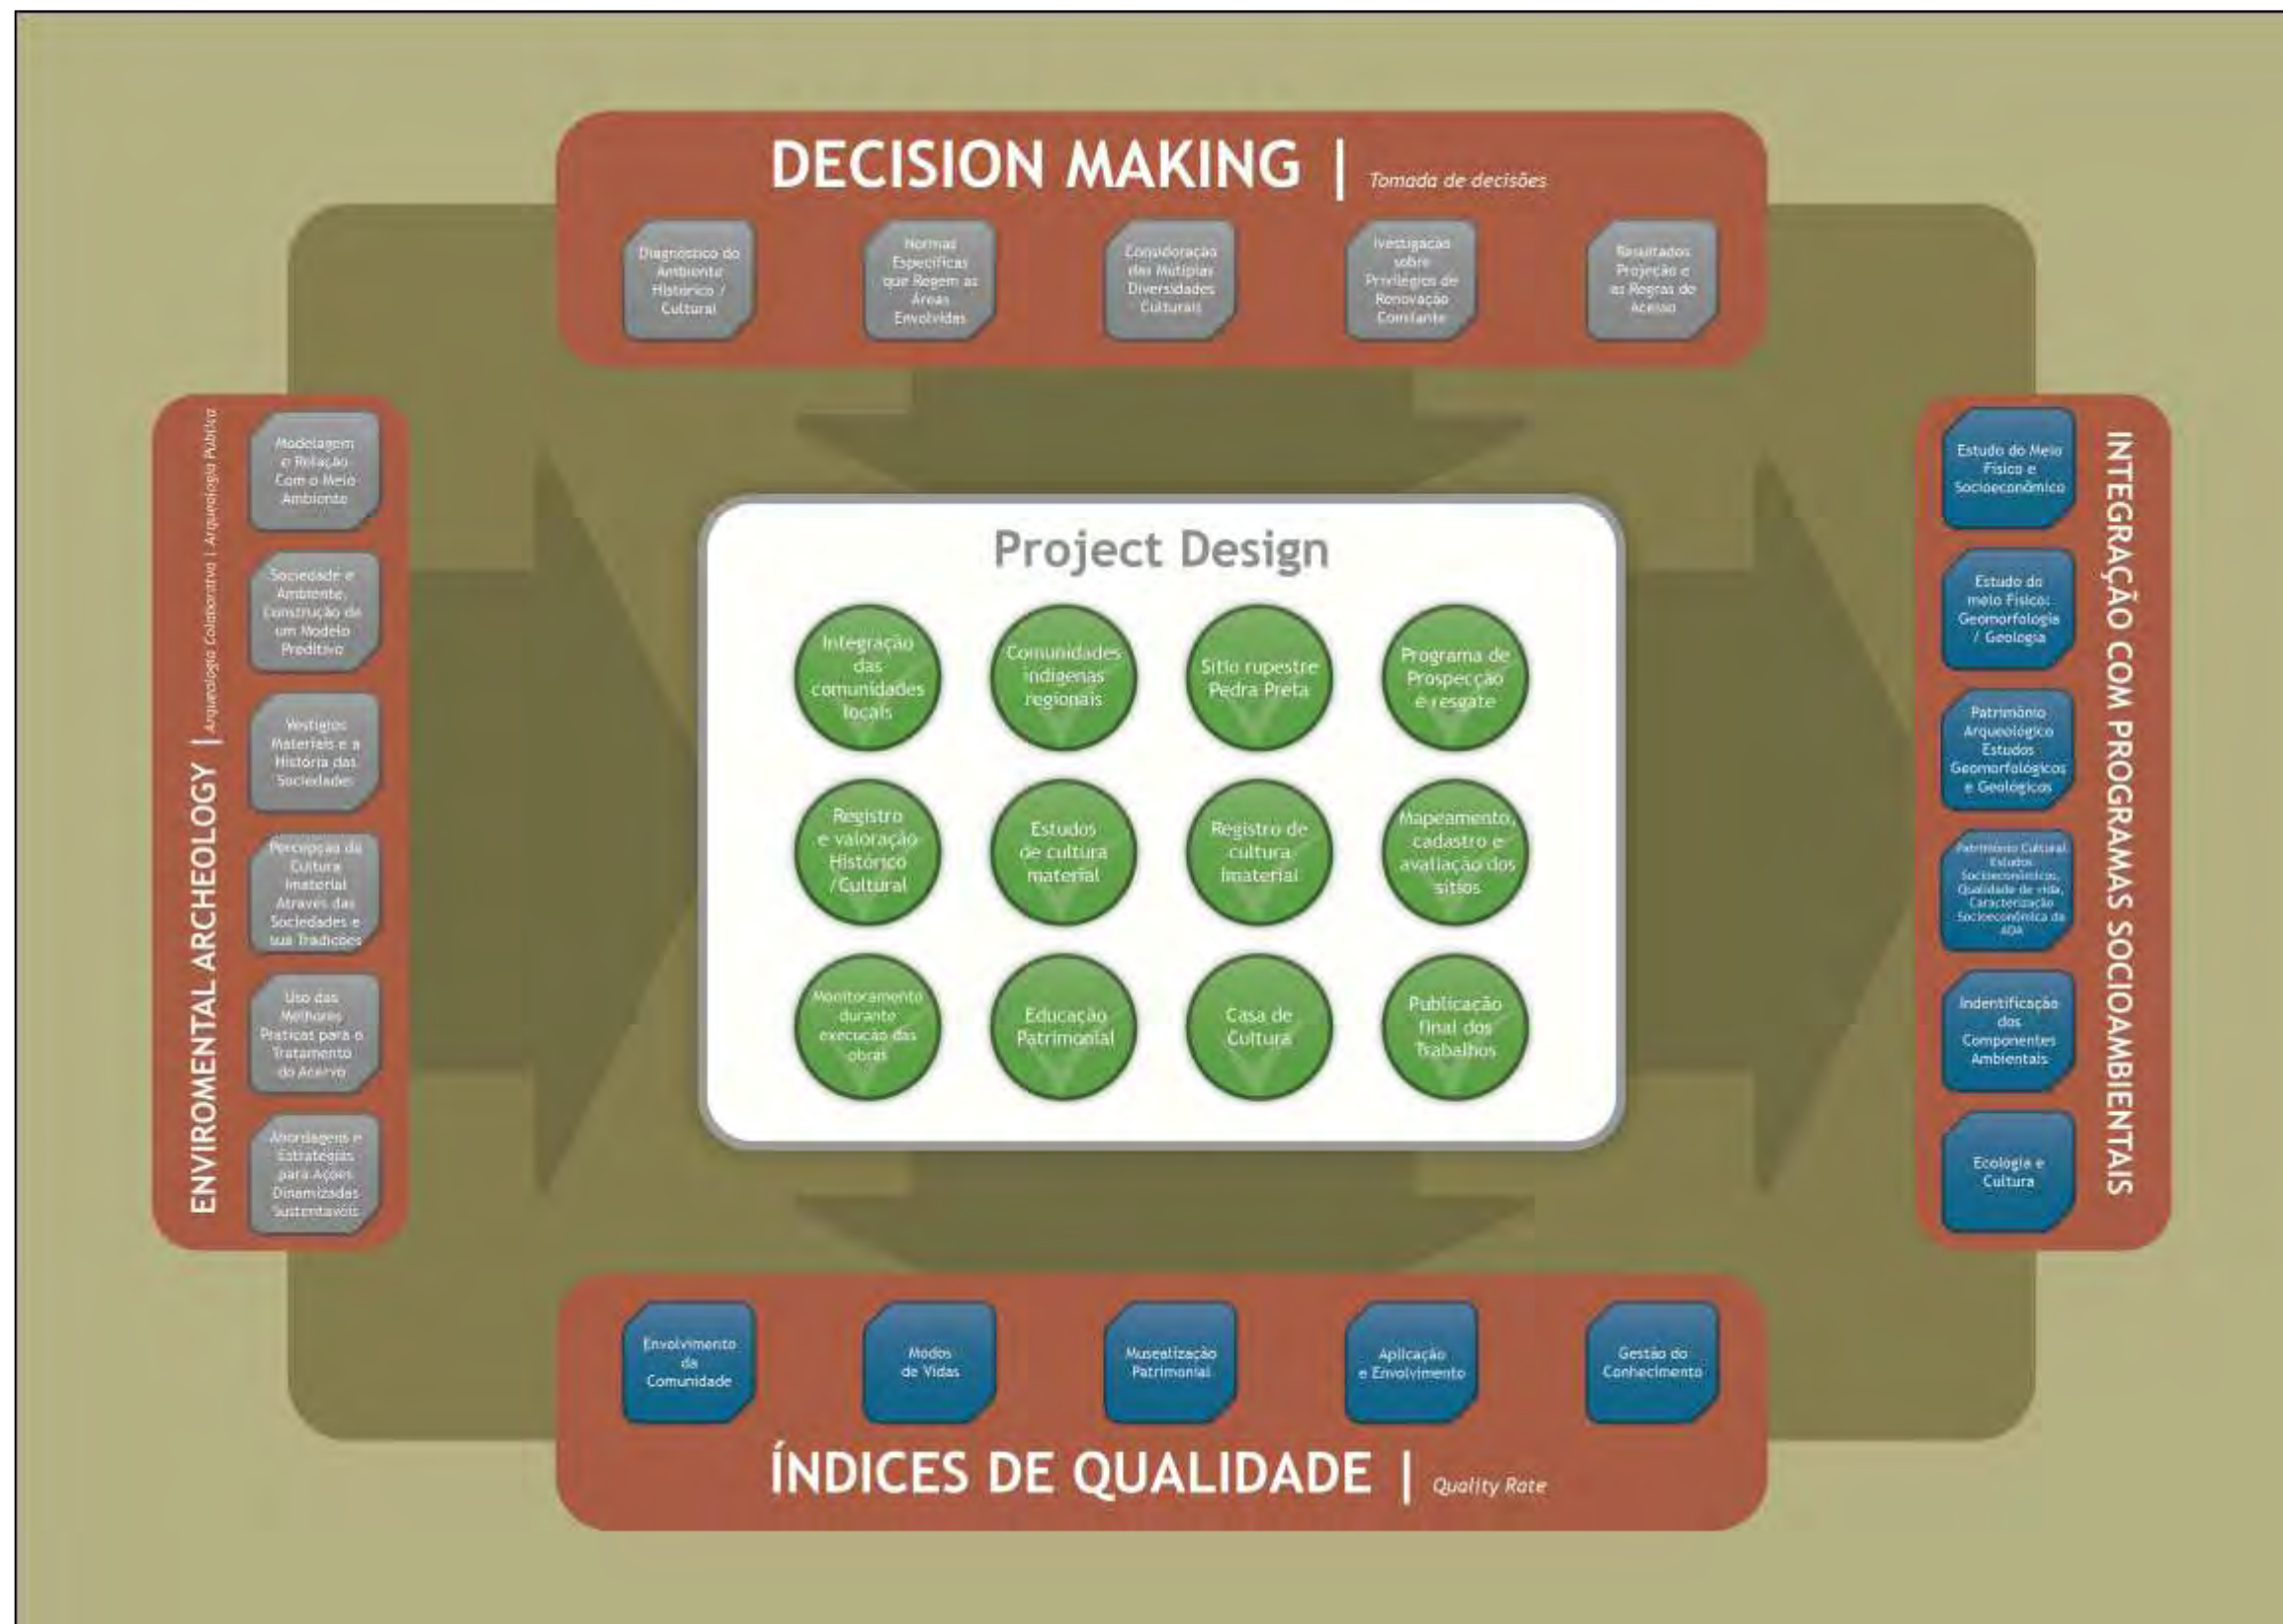 DECISION MAKING | Tomada de decisões
Diagnóstico do
Ambiente
Histórico /
Cultural
Normas
Específicas
que Regem as
Áreas
Envolvidas
Consideração
das Mútiplas
Diversidades
Culturais
Ivestigação
sobre
Privilégios de
Renovação
Constante
Resultados
Projeção e
as Regras de
Acesso
ENVIROMENTAL ARCHEOLOGY | Arqueologia Colaborativa | Arqueologia Pública
Modelagem
e Relação
Com o Meio
Ambiente
Sociedade e
Ambiente,
Construção de
um Modelo
Preditivo
Vestígios
Materiais e a
História das
Sociedades
Percepção da
Cultura
Imaterial
Através das
Sociedades e
sua Tradições
Uso das
Melhores
Práticas para o
Tratamento
do Acervo
Abordagens e
Estratégias
para Ações
Dinamizadas
Sustentavéis
Project Design
Integração
das
comunidades
locais
Comunidades
indígenas
regionais
Sítio rupestre
Pedra Preta
Programa de
Prospecção
e resgate
Registro
e valoração
Histórico
/Cultural
Estudos
de cultura
material
Registro de
cultura
imaterial
Mapeamento,
cadastro e
avaliação dos
sítios
Monitoramento
durante
execução das
obras
Educação
Patrimonial
Casa de
Cultura
Publicação
final dos
Trabalhos
INTEGRAÇÃO COM PROGRAMAS SOCIOAMBIENTAIS
Estudo do Meio
Físico e
Socioeconômico
Estudo do
meio Físico:
Geomorfologia
/ Geologia
Patrimônio
Arqueológico
Estudos
Geomorfalógicos
e Geológicos
Patrimônio Cultural
Estudos
Socioeconômicos,
Qualidade de vida,
Caracterização
Socioeconômica da
ADA
Indentificação
dos
Componentes
Ambientais
Ecologia e
Cultura
Envolvimento
da
Comunidade
Modos
de Vidas
Musealização
Patrimonial
Aplicação
e Envolvimento
Gestão do
Conhecimento
ÍNDICES DE QUALIDADE | Quality Rate